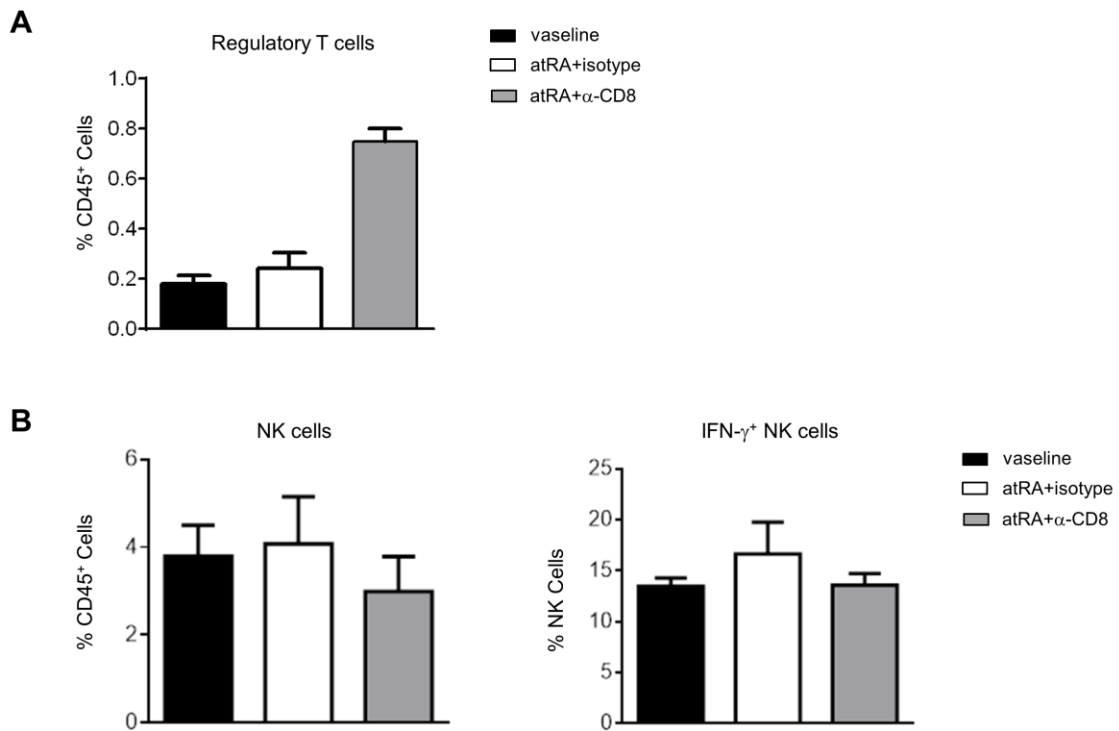 A
Regulatory T cells
vaseline
atRA+isotype
atRA+α-CD8
% CD45⁺ Cells
1.0
0.8
0.6
0.4
0.2
0.0
B
NK cells
% CD45⁺ Cells
6
4
2
0
IFN-γ⁺ NK cells
% NK Cells
25
20
15
10
5
0
vaseline
atRA+isotype
atRA+α-CD8